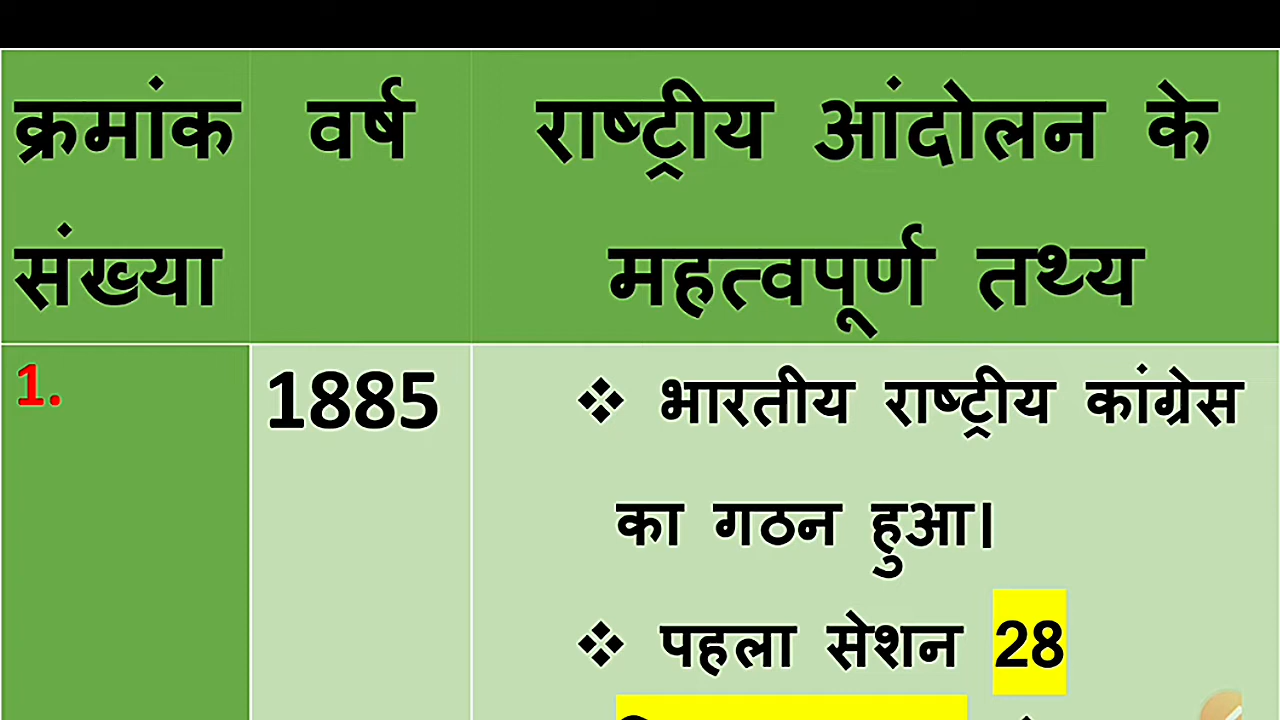 क्रमांक वर्ष राष्ट्रीय आंदोलन के
संख्या महत्वपूर्ण तथ्य
1. 1885 ❖ भारतीय राष्ट्रीय कांग्रेस
का गठन हुआ।
❖ पहला सेशन 28